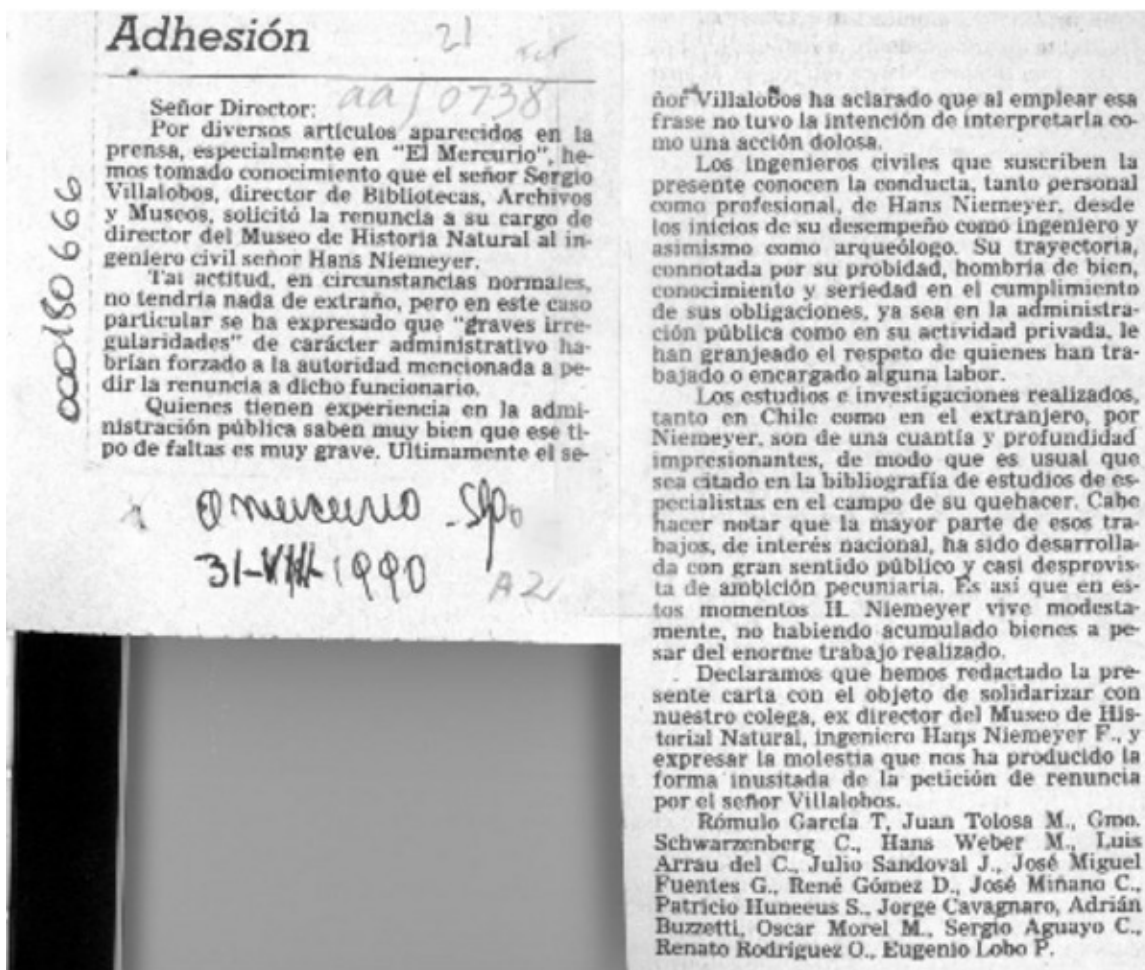 Adhesión
21
aaj 0738
000180666
Señor Director:
Por diversos artículos aparecidos en la
prensa, especialmente en "El Mercurio", he-
mos tomado conocimiento que el señor Sergio
Villalobos, director de Bibliotecas, Archivos
y Museos, solicitó la renuncia a su cargo de
director del Museo de Historia Natural al in-
geniero civil señor Hans Niemeyer.
Tal actitud, en circunstancias normales,
no tendría nada de extraño, pero en este caso
particular se ha expresado que "graves irre-
gularidades" de carácter administrativo ha-
brían forzado a la autoridad mencionada a pe-
dir la renuncia a dicho funcionario.
Quienes tienen experiencia en la admi-
nistración pública saben muy bien que ese ti-
po de faltas es muy grave. Ultimamente el se-
mercurio - Stgo
31-VIII-1990
A21
ñor Villalobos ha aclarado que al emplear esa
frase no tuvo la intención de interpretarla co-
mo una acción dolosa.
Los ingenieros civiles que suscriben la
presente conocen la conducta, tanto personal
como profesional, de Hans Niemeyer, desde
los inicios de su desempeño como ingeniero y
asimismo como arqueólogo. Su trayectoria,
connotada por su probidad, hombría de bien,
conocimiento y seriedad en el cumplimiento
de sus obligaciones, ya sea en la administra-
ción pública como en su actividad privada, le
han granjeado el respeto de quienes han tra-
bajado o encargado alguna labor.
Los estudios e investigaciones realizados,
tanto en Chile como en el extranjero, por
Niemeyer, son de una cuantía y profundidad
impresionantes, de modo que es usual que
sea citado en la bibliografía de estudios de es-
pecialistas en el campo de su quehacer. Cabe
hacer notar que la mayor parte de esos tra-
bajos, de interés nacional, ha sido desarrolla-
da con gran sentido público y casi desprovis-
ta de ambición pecuniaria. Es así que en es-
tos momentos H. Niemeyer vive modesta-
mente, no habiendo acumulado bienes a pe-
sar del enorme trabajo realizado.
Declaramos que hemos redactado la pre-
sente carta con el objeto de solidarizar con
nuestro colega, ex director del Museo de His-
torial Natural, ingeniero Hans Niemeyer F., y
expresar la molestia que nos ha producido la
forma inusitada de la petición de renuncia
por el señor Villalobos.
Rómulo García T, Juan Tolosa M., Gmo.
Schwarzenberg C., Hans Weber M., Luis
Arrau del C., Julio Sandoval J., José Miguel
Fuentes G., René Gómez D., José Miñano C.,
Patricio Huneeus S., Jorge Cavagnaro, Adrián
Buzzetti, Oscar Morel M., Sergio Aguayo C.,
Renato Rodríguez O., Eugenio Lobo P.